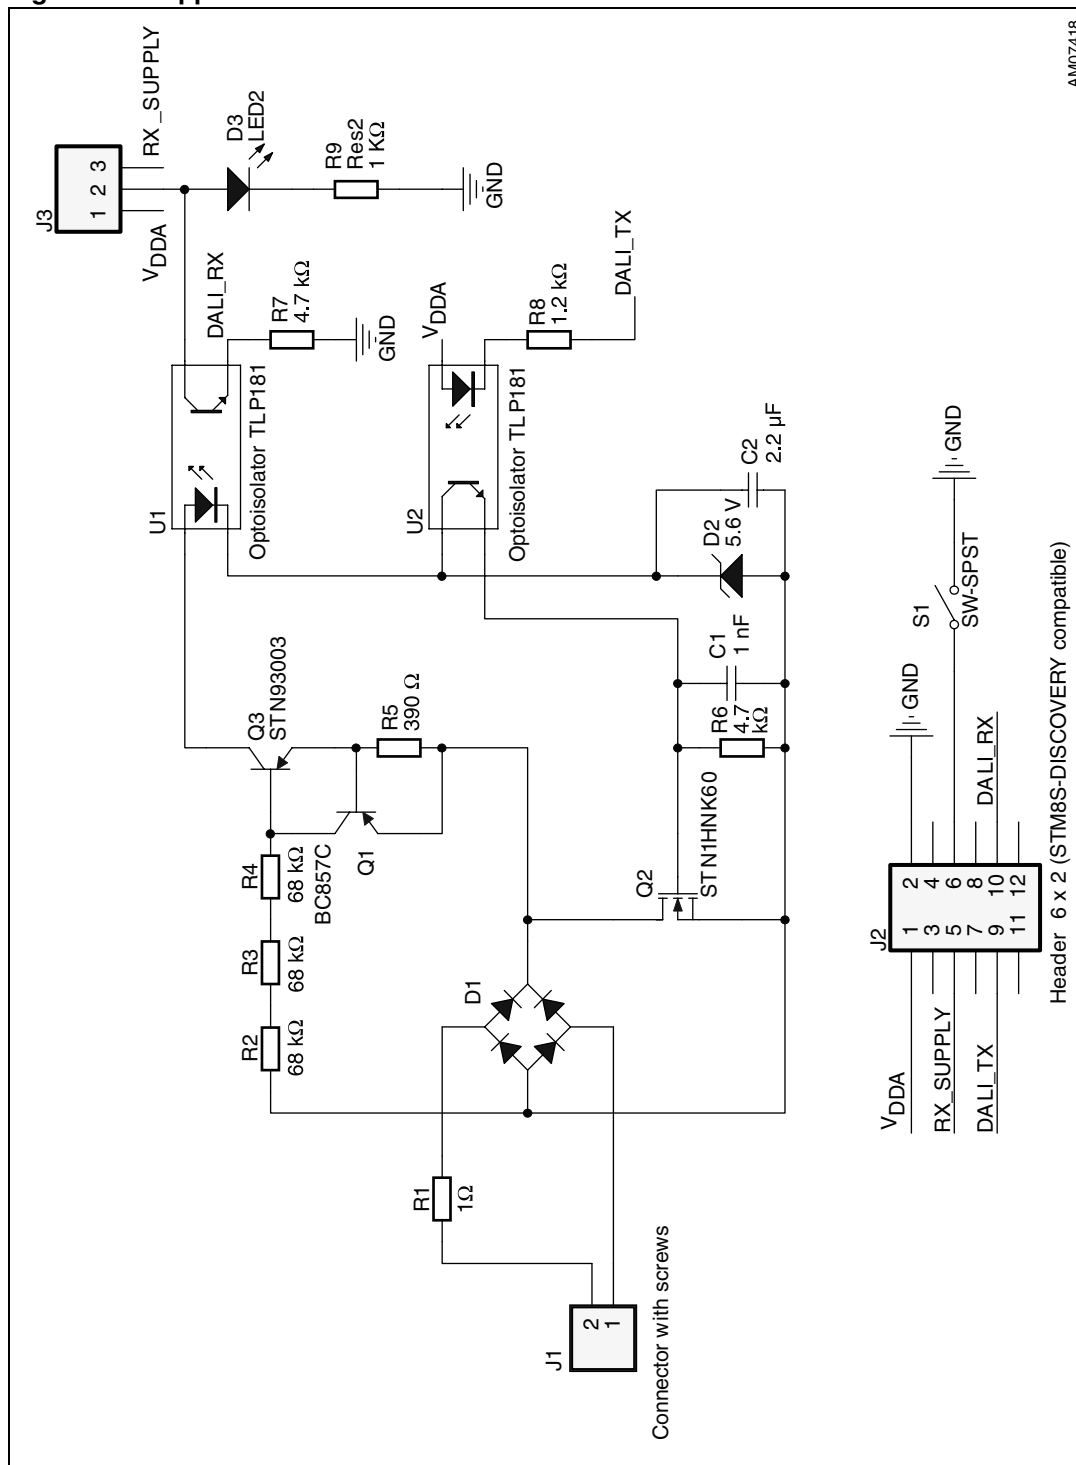 AM07418
J3
1 2 3
VDDA
RX_SUPPLY
D3
LED2
R9
Res2
1 KΩ
GND
DALI_RX
R7
4.7 kΩ
GND
U1
Optoisolator TLP181
VDDA
R8
1.2 kΩ
DALI_TX
U2
Optoisolator TLP181
Q3
STN93003
R5
390 Ω
BC857C
Q1
R2
68 kΩ
R3
68 kΩ
R4
68 kΩ
D2
5.6 V
C2
2.2 µF
C1
1 nF
R6
4.7
kΩ
Q2
STN1HNK60
D1
R1
1Ω
J1
2
1
Connector with screws
S1
SW-SPST
GND
GND
J2
1 2
3 4
5 6
7 8
9 10
11 12
VDDA
RX_SUPPLY
DALI_TX
DALI_RX
Header 6 x 2 (STM8S-DISCOVERY compatible)